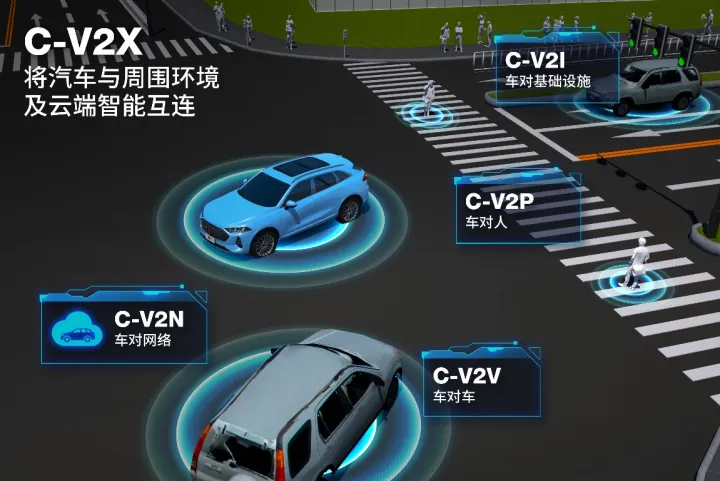 C-V2X
将汽车与周围环境
及云端智能互连
C-V2I
车对基础设施
C-V2P
车对人
C-V2N
车对网络
C-V2V
车对车